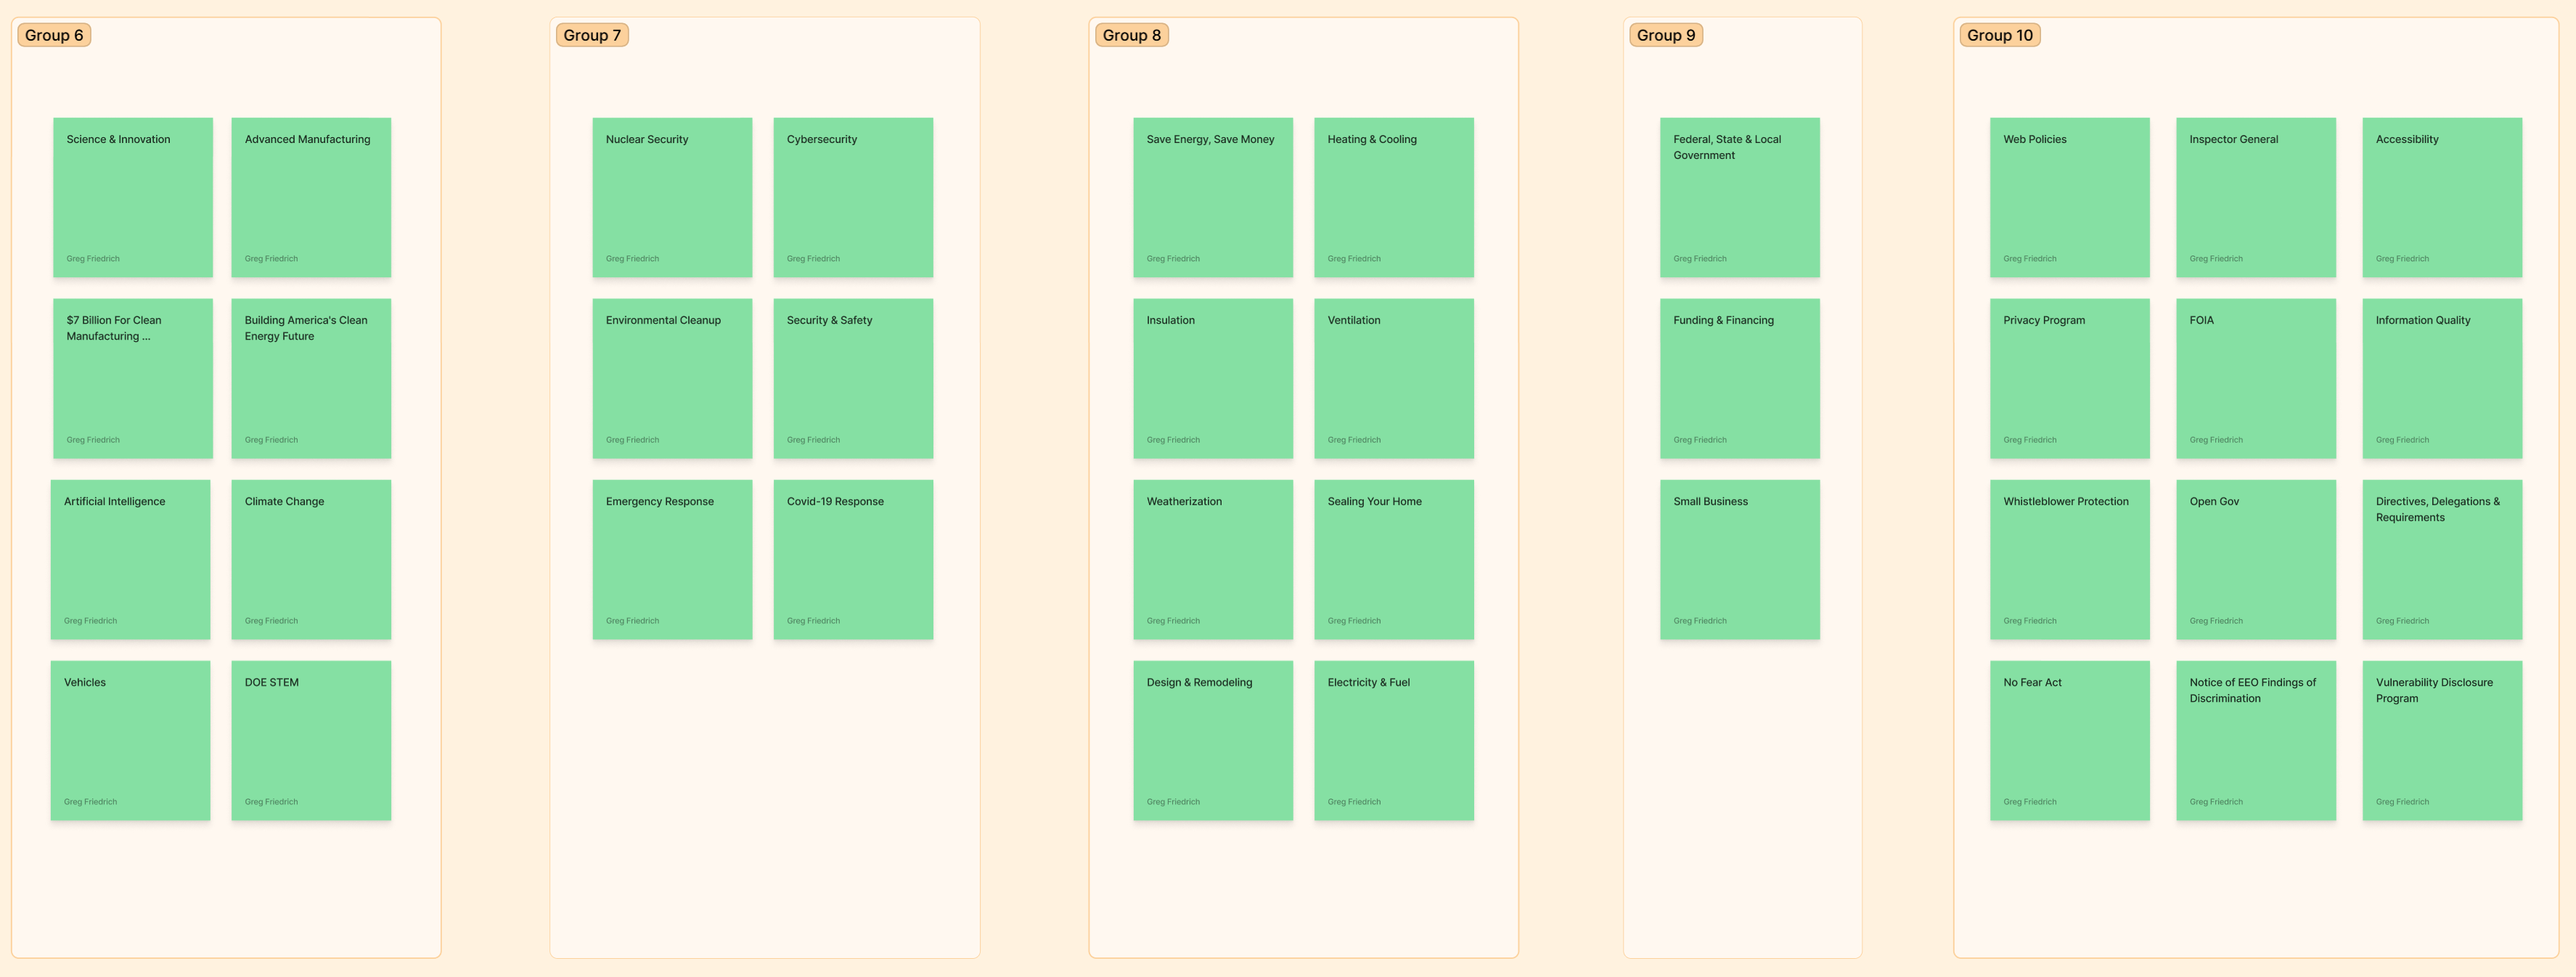 Group 6
Science & Innovation
Greg Friedrich
Advanced Manufacturing
Greg Friedrich
$7 Billion For Clean
Manufacturing ...
Greg Friedrich
Building America's Clean
Energy Future
Greg Friedrich
Artificial Intelligence
Greg Friedrich
Climate Change
Greg Friedrich
Vehicles
Greg Friedrich
DOE STEM
Greg Friedrich
Group 7
Nuclear Security
Greg Friedrich
Cybersecurity
Greg Friedrich
Environmental Cleanup
Greg Friedrich
Security & Safety
Greg Friedrich
Emergency Response
Greg Friedrich
Covid-19 Response
Greg Friedrich
Group 8
Save Energy, Save Money
Greg Friedrich
Heating & Cooling
Greg Friedrich
Insulation
Greg Friedrich
Ventilation
Greg Friedrich
Weatherization
Greg Friedrich
Sealing Your Home
Greg Friedrich
Design & Remodeling
Greg Friedrich
Electricity & Fuel
Greg Friedrich
Group 9
Federal, State & Local
Government
Greg Friedrich
Funding & Financing
Greg Friedrich
Small Business
Greg Friedrich
Group 10
Web Policies
Greg Friedrich
Inspector General
Greg Friedrich
Accessibility
Greg Friedrich
Privacy Program
Greg Friedrich
FOIA
Greg Friedrich
Information Quality
Greg Friedrich
Whistleblower Protection
Greg Friedrich
Open Gov
Greg Friedrich
Directives, Delegations &
Requirements
Greg Friedrich
No Fear Act
Greg Friedrich
Notice of EEO Findings of
Discrimination
Greg Friedrich
Vulnerability Disclosure
Program
Greg Friedrich